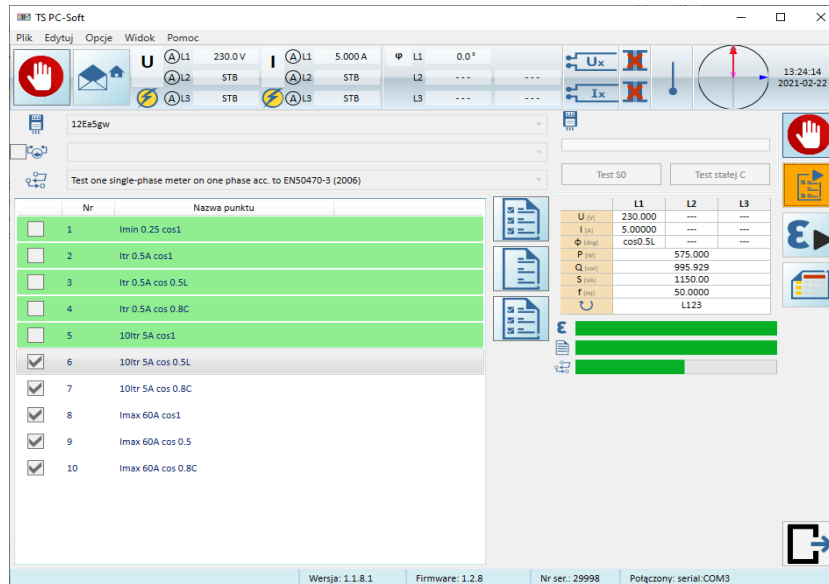 TS PC-Soft
Plik Edytuj Opcje Widok Pomoc
U A L1 230.0 V I A L1 5.000 A φ L1 0.0 °
A L2 STB A L2 STB L2 - - - - - -
A L3 STB A L3 STB L3 - - - - - -
Ux
Ix
13:24:14
2021-02-22
12Ea5gw
Test one single-phase meter on one phase acc. to EN50470-3 (2006)
Test S0 Test stałej C
Nr Nazwa punktu
1 Imin 0.25 cos1
2 Itr 0.5A cos1
3 Itr 0.5A cos 0.5L
4 Itr 0.5A cos 0.8C
5 10Itr 5A cos1
6 10Itr 5A cos 0.5L
7 10Itr 5A cos 0.8C
8 Imax 60A cos1
9 Imax 60A cos 0.5
10 Imax 60A cos 0.8C
L1 L2 L3
U [V] 230.000 --- ---
I [A] 5.00000 --- ---
Φ [deg] cos0.5L --- ---
P [W] 575.000
Q [var] 995.929
S [VA] 1150.00
f [Hz] 50.0000
L123
ε
ε
Wersja: 1.1.8.1 Firmware: 1.2.8 Nr ser.: 29998 Połączony: serial:COM3